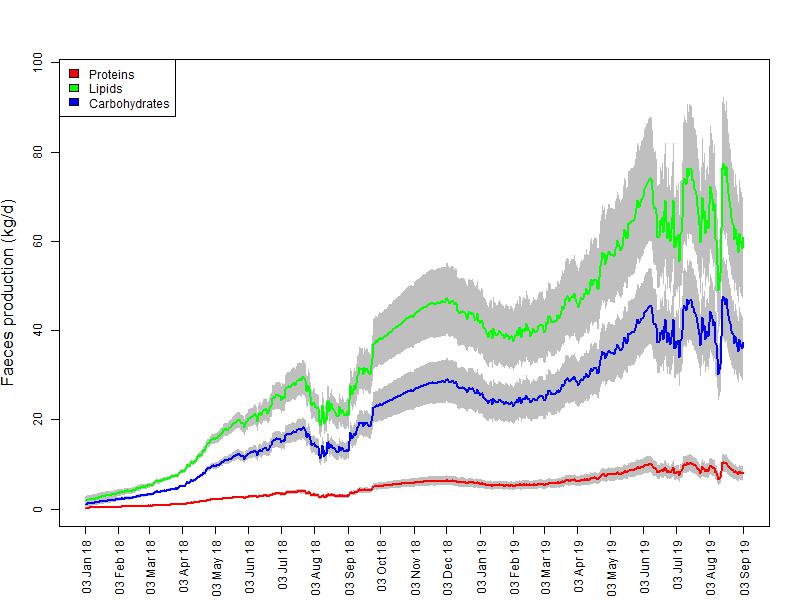 Faeces production (kg/d)
100
80
60
40
20
0
Proteins
Lipids
Carbohydrates
03 Jan 18
03 Feb 18
03 Mar 18
03 Apr 18
03 May 18
03 Jun 18
03 Jul 18
03 Aug 18
03 Sep 18
03 Oct 18
03 Nov 18
03 Dec 18
03 Jan 19
03 Feb 19
03 Mar 19
03 Apr 19
03 May 19
03 Jun 19
03 Jul 19
03 Aug 19
03 Sep 19